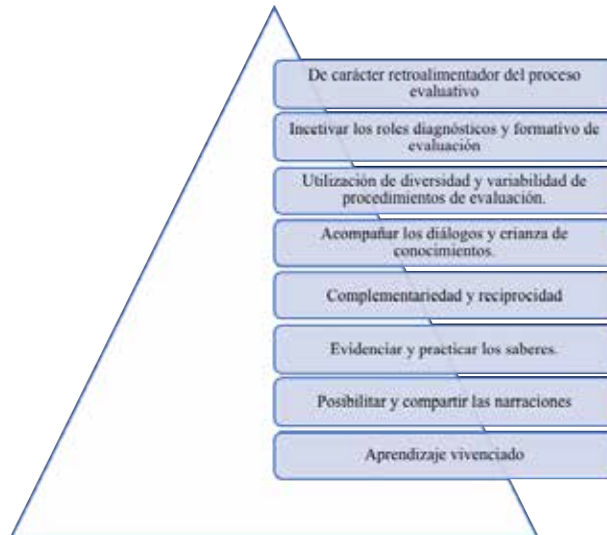 De carácter retroalimentador del proceso
evaluativo
Incetivar los roles diagnósticos y formativo de
evaluación
Utilización de diversidad y variabilidad de
procedimientos de evaluación.
Acompañar los diálogos y crianza de
conocimientos.
Complementariedad y reciprocidad
Evidenciar y practicar los saberes.
Posibilitar y compartir las narraciones
Aprendizaje vivenciado